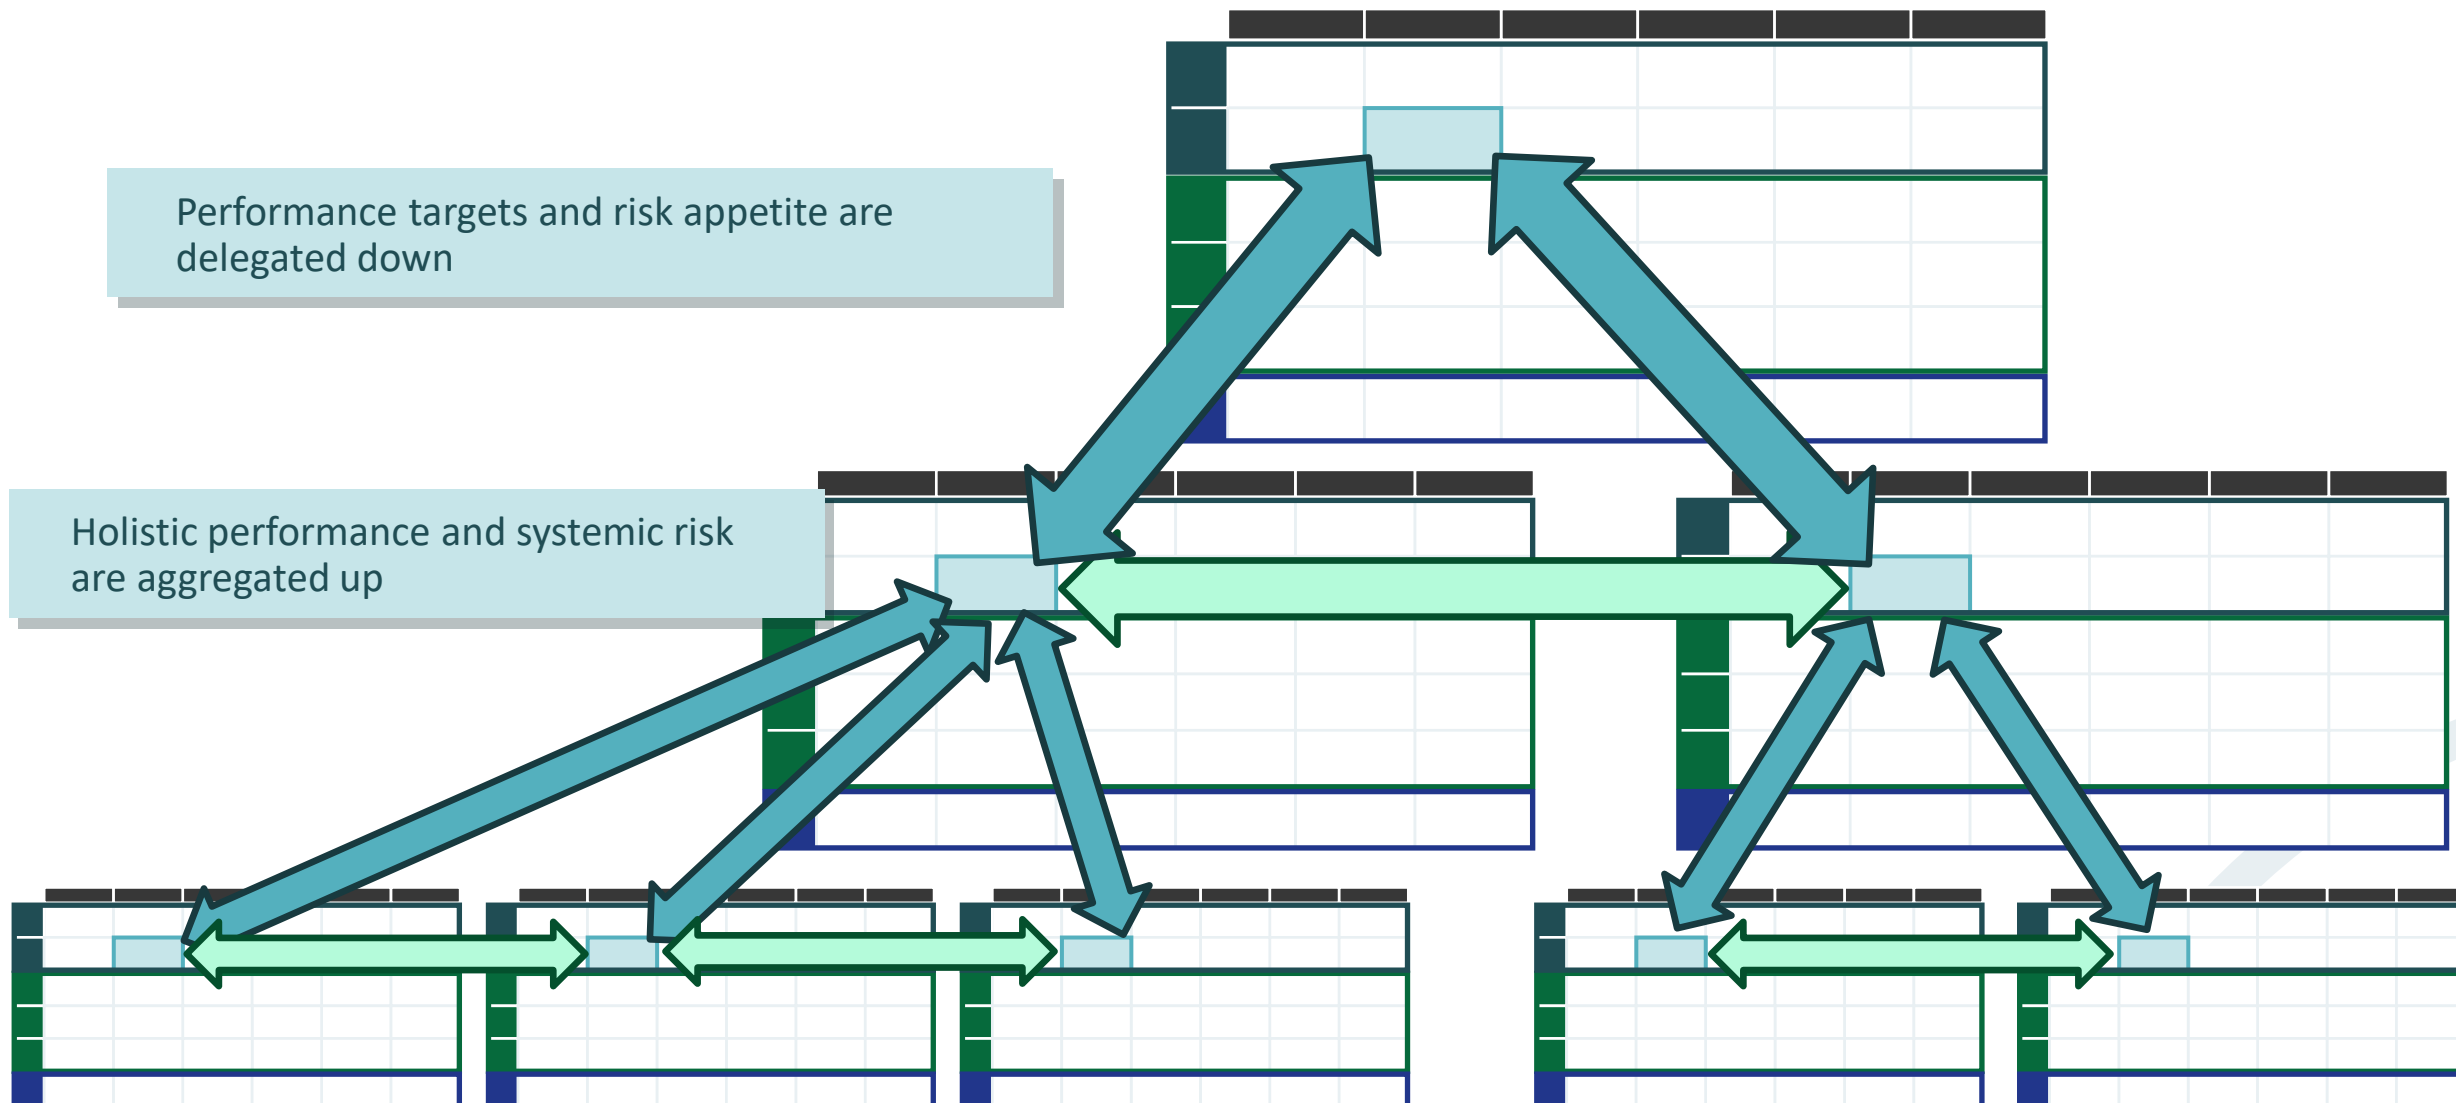 Performance targets and risk appetite are
delegated down
Holistic performance and systemic risk
are aggregated up